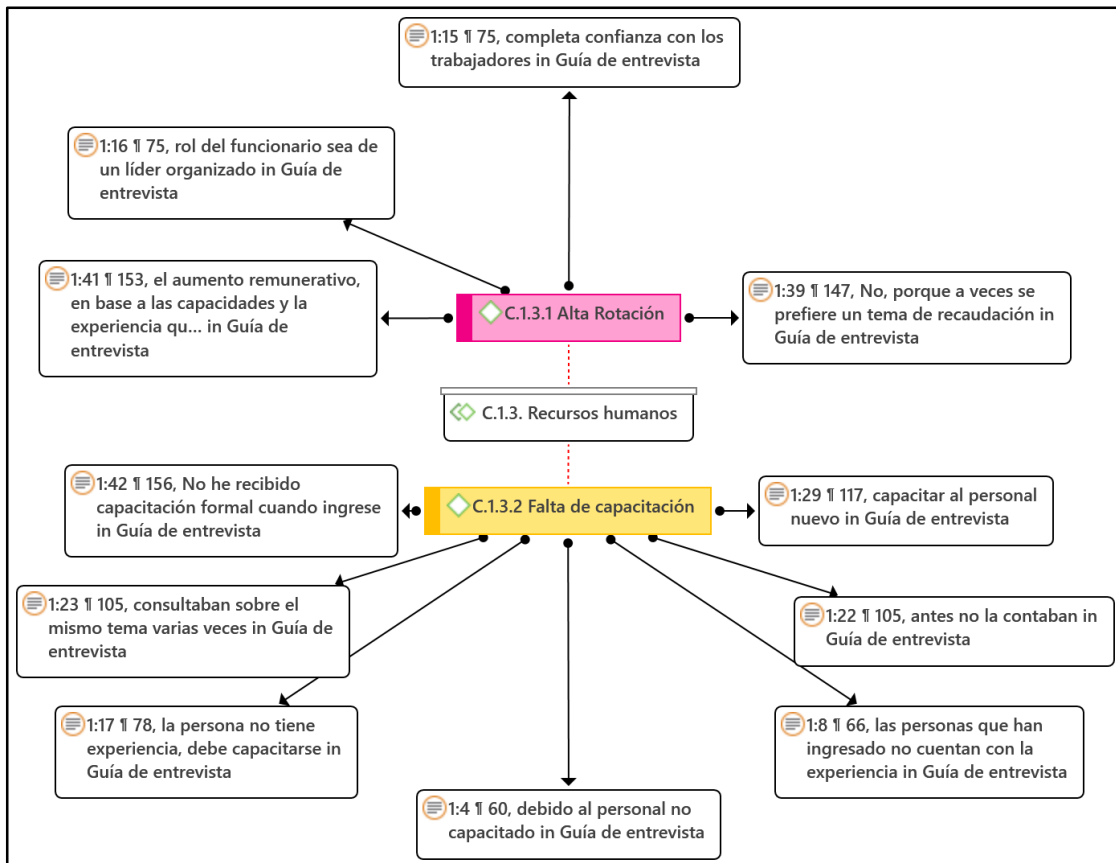 1:15 ¶ 75, completa confianza con los
trabajadores in Guía de entrevista
1:16 ¶ 75, rol del funcionario sea de
un líder organizado in Guía de
entrevista
1:41 ¶ 153, el aumento remunerativo,
en base a las capacidades y la
experiencia qu... in Guía de
entrevista
C.1.3.1 Alta Rotación
1:39 ¶ 147, No, porque a veces se
prefiere un tema de recaudación in
Guía de entrevista
C.1.3. Recursos humanos
1:42 ¶ 156, No he recibido
capacitación formal cuando ingrese
in Guía de entrevista
C.1.3.2 Falta de capacitación
1:29 ¶ 117, capacitar al personal
nuevo in Guía de entrevista
1:23 ¶ 105, consultaban sobre el
mismo tema varias veces in Guía de
entrevista
1:22 ¶ 105, antes no la contaban in
Guía de entrevista
1:17 ¶ 78, la persona no tiene
experiencia, debe capacitarse in
Guía de entrevista
1:8 ¶ 66, las personas que han
ingresado no cuentan con la
experiencia in Guía de entrevista
1:4 ¶ 60, debido al personal no
capacitado in Guía de entrevista